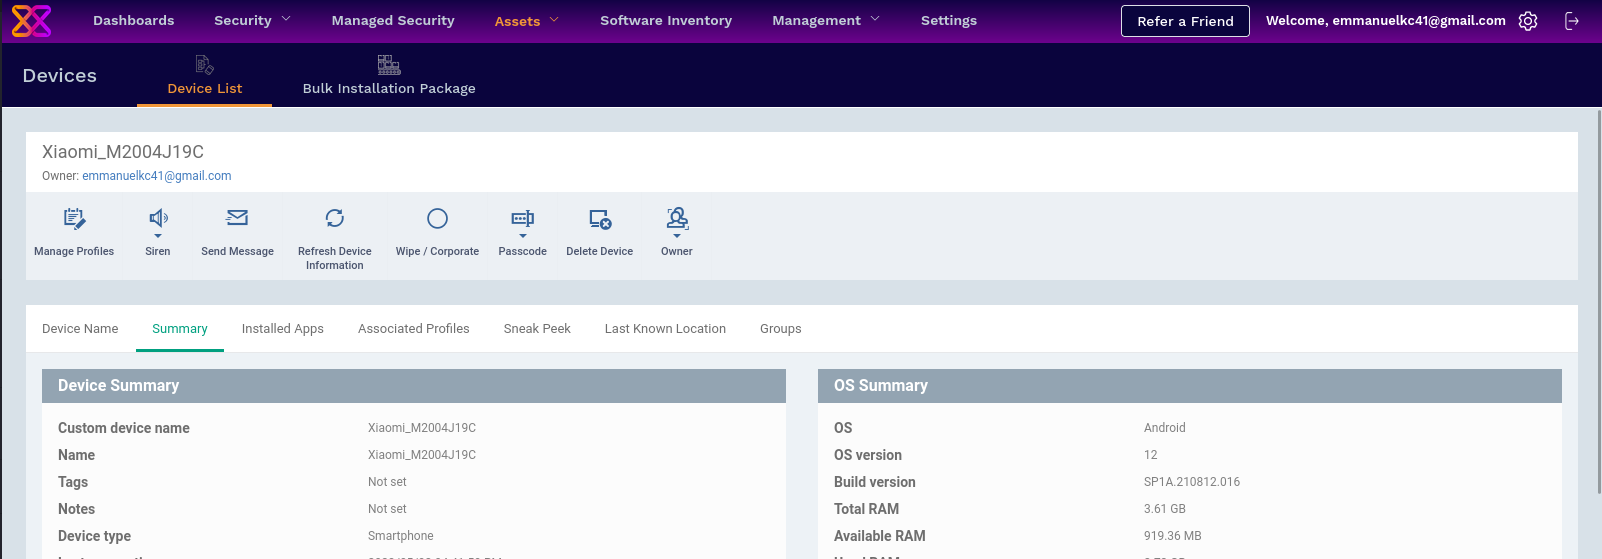 Dashboards Security Managed Security Assets Software Inventory Management Settings Refer a Friend Welcome, emmanuelkc41@gmail.com
Devices Device List Bulk Installation Package
Xiaomi_M2004J19C
Owner: emmanuelkc41@gmail.com
Manage Profiles Siren Send Message Refresh Device Information Wipe / Corporate Passcode Delete Device Owner
Device Name Summary Installed Apps Associated Profiles Sneak Peek Last Known Location Groups
Device Summary
Custom device name Xiaomi_M2004J19C
Name Xiaomi_M2004J19C
Tags Not set
Notes Not set
Device type Smartphone
OS Summary
OS Android
OS version 12
Build version SP1A.210812.016
Total RAM 3.61 GB
Available RAM 919.36 MB